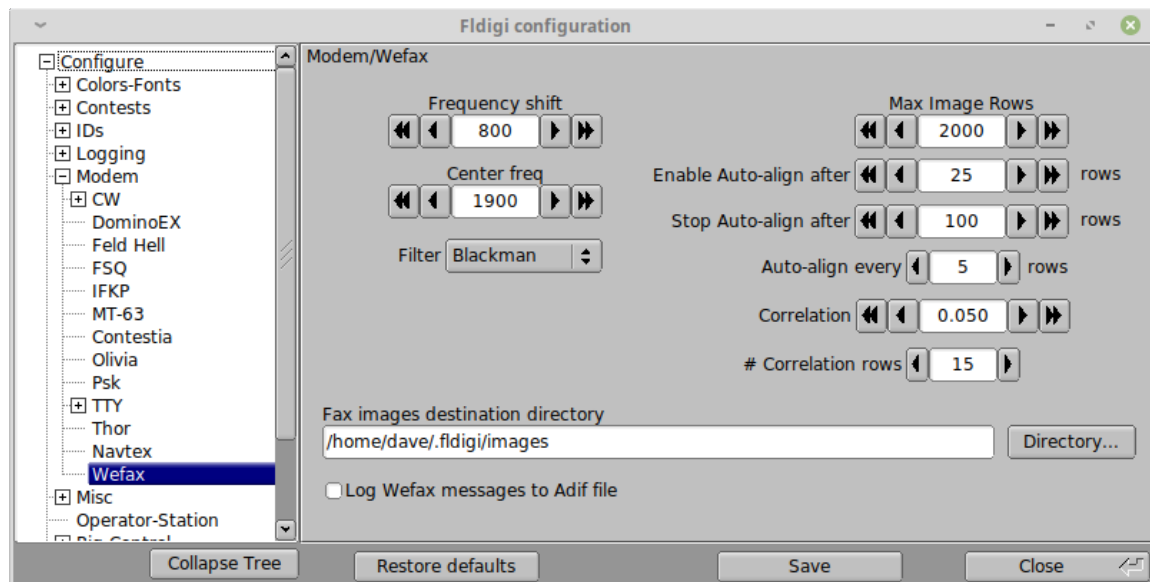 Fldigi configuration
Configure
Colors-Fonts
Contests
IDs
Logging
Modem
CW
DominoEX
Feld Hell
FSQ
IFKP
MT-63
Contestia
Olivia
Psk
TTY
Thor
Navtex
Wefax
Misc
Operator-Station
Collapse Tree
Modem/Wefax
Frequency shift
800
Center freq
1900
Filter Blackman
Max Image Rows
2000
Enable Auto-align after 25 rows
Stop Auto-align after 100 rows
Auto-align every 5 rows
Correlation 0.050
# Correlation rows 15
Fax images destination directory
/home/dave/.fldigi/images Directory...
Log Wefax messages to Adif file
Restore defaults Save Close